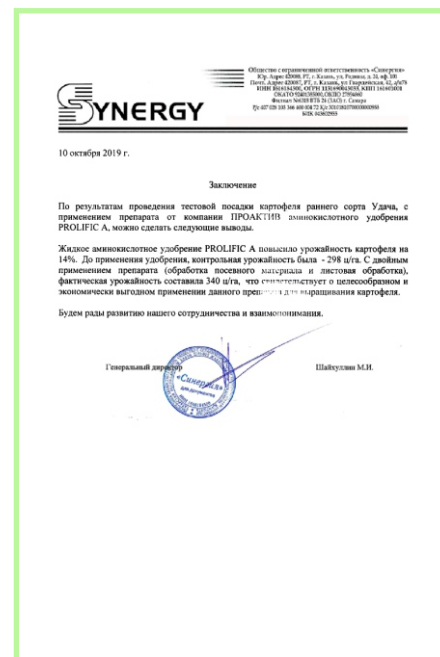 SYNERGY
Общество с ограниченной ответственностью «Синергия»
10 октября 2019 г.
Заключение
По результатам проведения тестовой посадки картофеля раннего сорта Удача, с
применением препарата от компании ПРОАКТИВ аминокислотного удобрения
PROLIFIC A, можно сделать следующие выводы.
Жидкое аминокислотное удобрение PROLIFIC A повысило урожайность картофеля на
14%. До применения удобрения, контрольная урожайность была - 298 ц/га. С двойным
применением препарата (обработка посевного материала и листовая обработка),
фактическая урожайность составила 340 ц/га, что свидетельствует о целесообразном и
экономически выгодном применении данного препарата для выращивания картофеля.
Будем рады развитию нашего сотрудничества и взаимопонимания.
Генеральный директор
Шайхуллин М.И.
«Синергия»
для документов